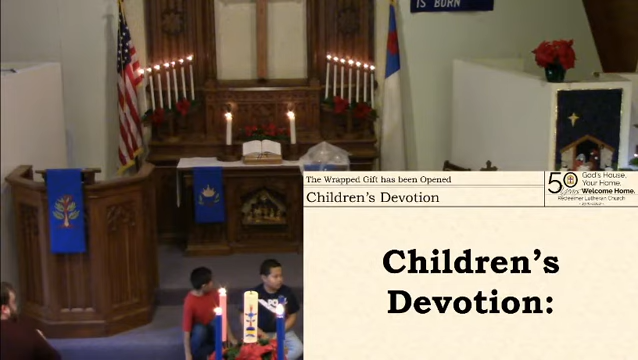 IS BORN
The Wrapped Gift has been Opened
Children's Devotion
50
God's House.
Your Home.
Welcome Home.
Redeemer Lutheran Church
Children's
Devotion: